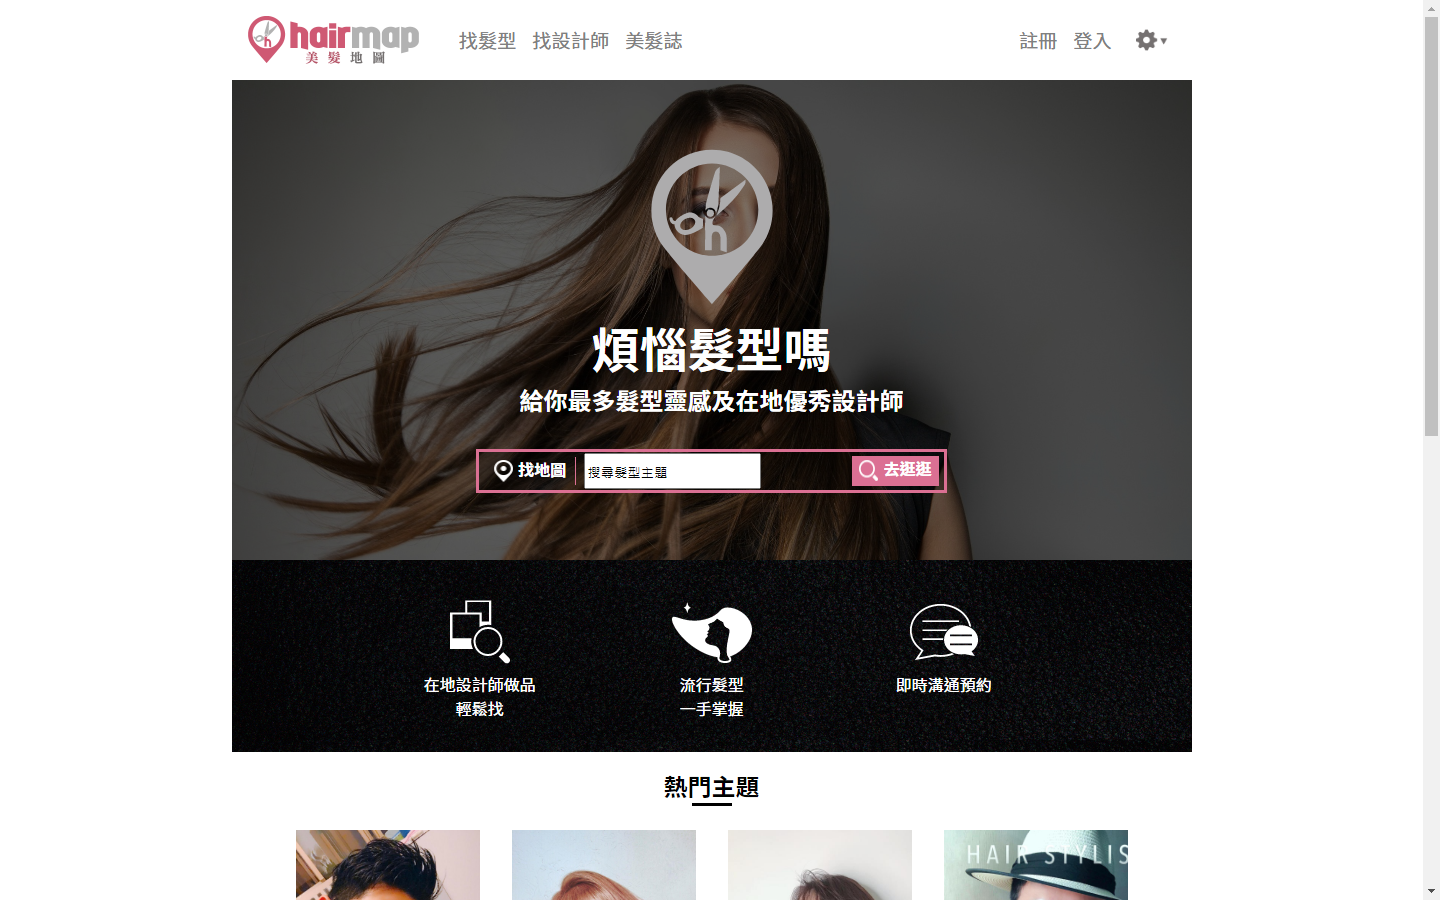 hairmap
美髮地圖
找髮型 找設計師 美髮誌
註冊 登入
h
煩惱髮型嗎
給你最多髮型靈感及在地優秀設計師
找地圖 搜尋髮型主題 去逛逛
在地設計師做品
輕鬆找
流行髮型
一手掌握
即時溝通預約
熱門主題
HAIR STYLIS